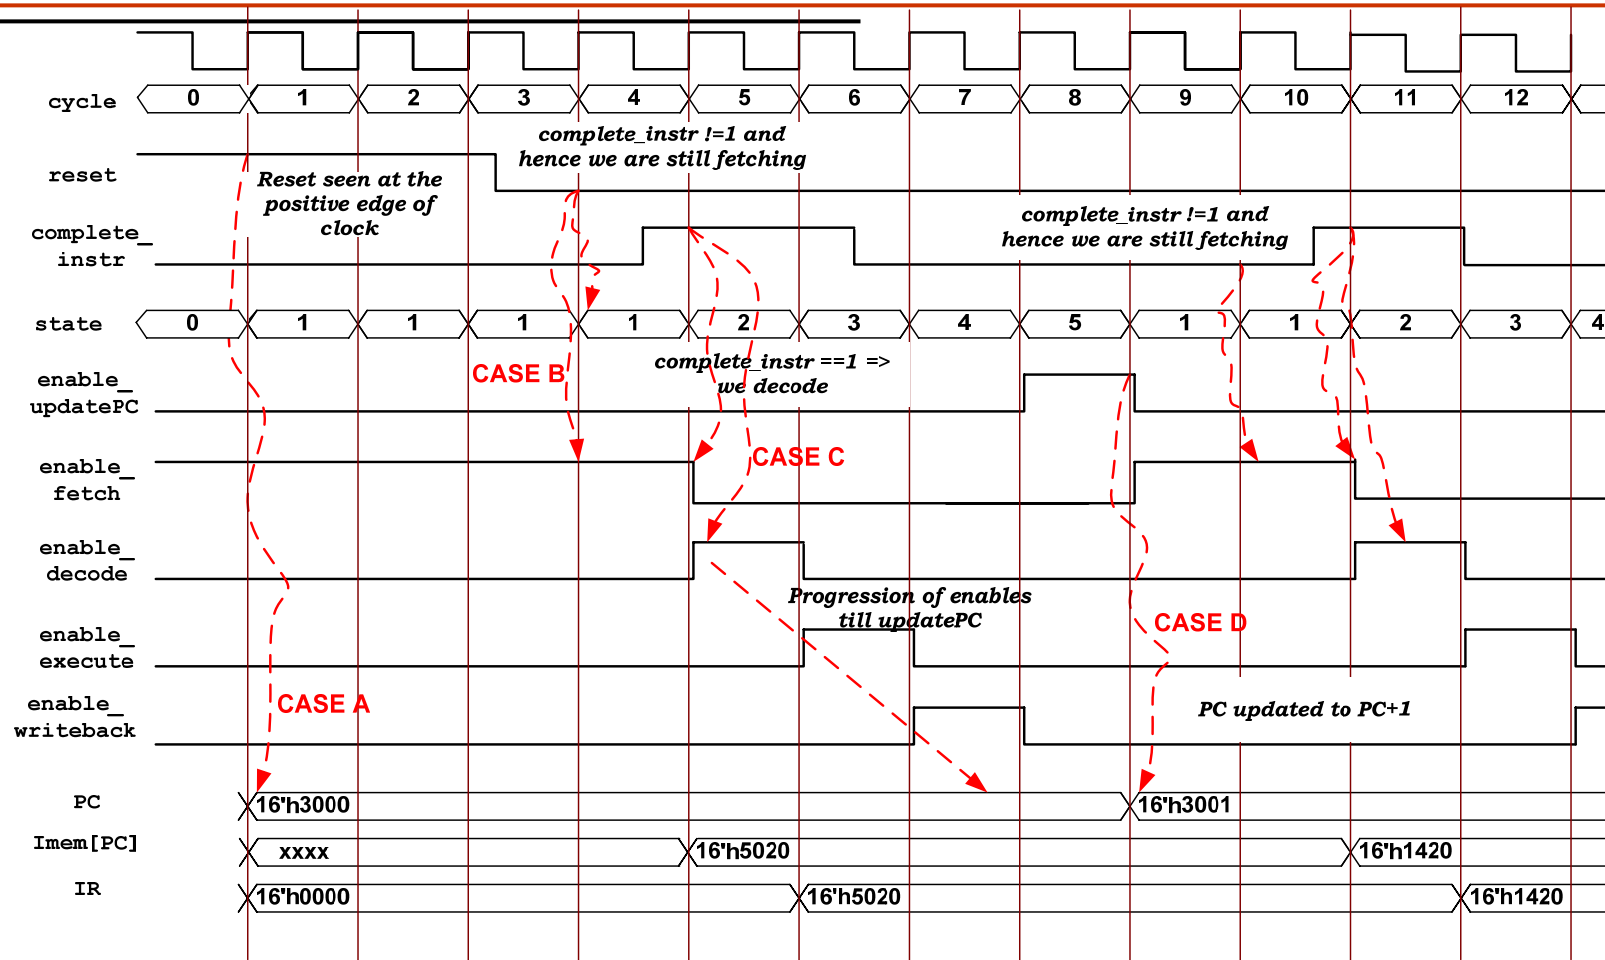 cycle 0 1 2 3 4 5 6 7 8 9 10 11 12
complete_instr !=1 and
hence we are still fetching
reset
Reset seen at the
positive edge of
clock
complete_
instr
complete_instr !=1 and
hence we are still fetching
state 0 1 1 1 1 2 3 4 5 1 1 2 3 4
complete_instr ==1 =>
we decode
CASE B
enable_
updatePC
CASE C
enable_
fetch
enable_
decode
Progression of enables
till updatePC
CASE D
enable_
execute
CASE A
enable_
writeback
PC updated to PC+1
PC 16'h3000 16'h3001
Imem[PC] xxxx 16'h5020 16'h1420
IR 16'h0000 16'h5020 16'h1420